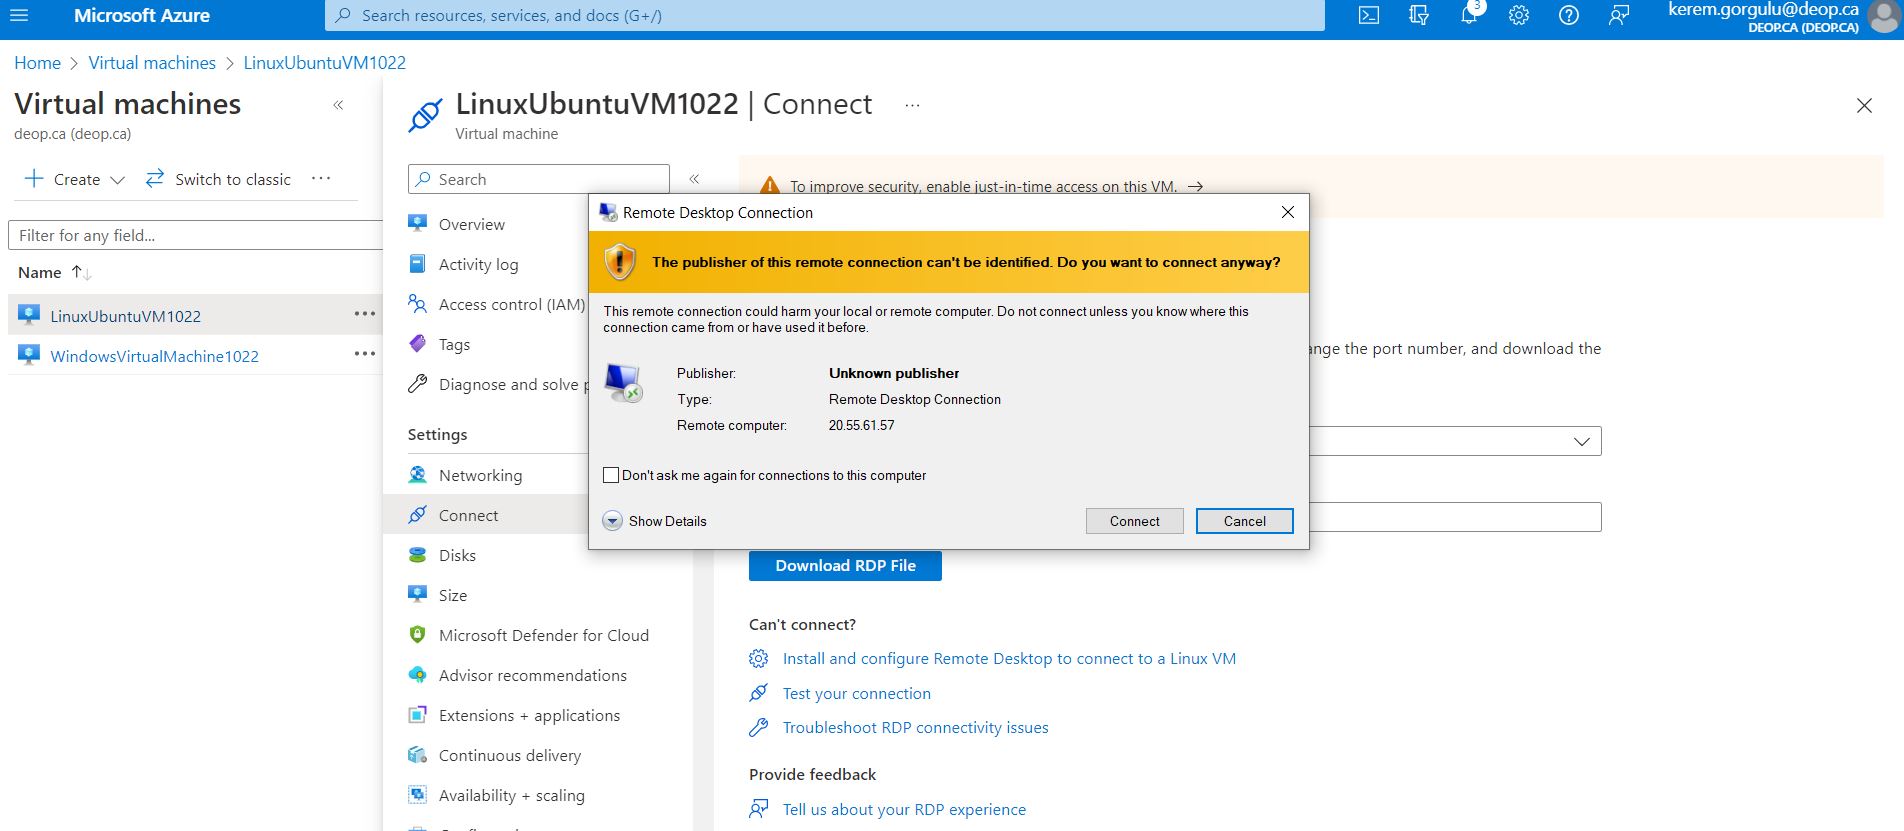 Microsoft Azure
Search resources, services, and docs (G+/)
3
kerem.gorgulu@deop.ca
DEOP.CA (DEOP.CA)
Home > Virtual machines > LinuxUbuntuVM1022
Virtual machines
deop.ca (deop.ca)
Create
Switch to classic
Filter for any field...
Name
LinuxUbuntuVM1022
WindowsVirtualMachine1022
LinuxUbuntuVM1022 | Connect
Virtual machine
Search
Overview
Activity log
Access control (IAM)
Tags
Diagnose and solve
Settings
Networking
Connect
Disks
Size
Microsoft Defender for Cloud
Advisor recommendations
Extensions + applications
Continuous delivery
Availability + scaling
To improve security, enable just-in-time access on this VM.
Remote Desktop Connection
The publisher of this remote connection can't be identified. Do you want to connect anyway?
This remote connection could harm your local or remote computer. Do not connect unless you know where this
connection came from or have used it before.
Publisher: Unknown publisher
Type: Remote Desktop Connection
Remote computer: 20.55.61.57
Don't ask me again for connections to this computer
Show Details
Connect
Cancel
the port number, and download the
Download RDP File
Can't connect?
Install and configure Remote Desktop to connect to a Linux VM
Test your connection
Troubleshoot RDP connectivity issues
Provide feedback
Tell us about your RDP experience